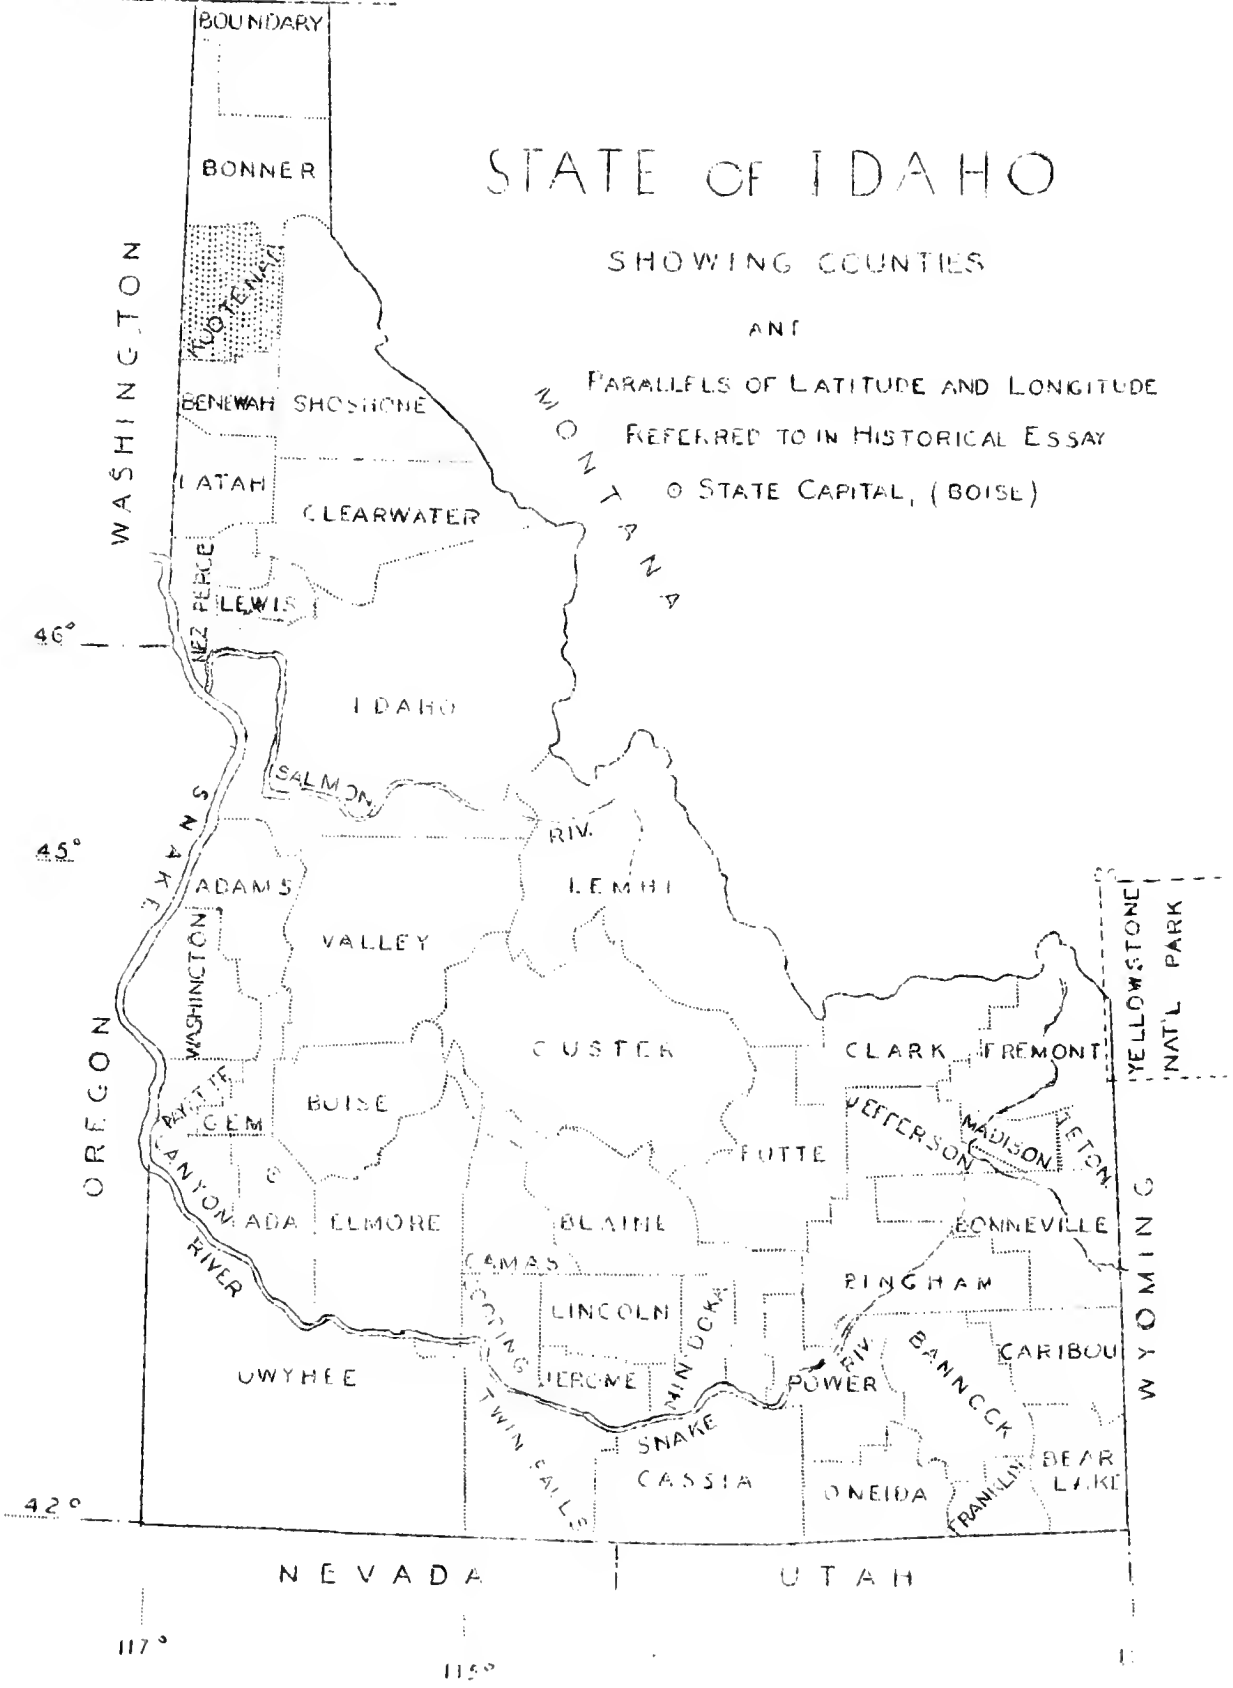 BOUNDARY
BONNER
STATE OF IDAHO
SHOWING COUNTIES
AND
PARALLELS OF LATITUDE AND LONGITUDE
REFERRED TO IN HISTORICAL ESSAY
⊙ STATE CAPITAL, (BOISE)
WASHINGTON
KOOTENAI
MONTANA
BENEWAH
SHOSHONE
LATAH
CLEARWATER
NEZ PERCE
LEWIS
46°
IDAHO
SALMON
RIV.
SNAKE
45°
ADAMS
LEMHI
VALLEY
WASHINGTON
YELLOWSTONE
NAT'L PARK
OREGON
CUSTER
CLARK
FREMONT
PAYETTE
GEM
BOISE
JEFFERSON
MADISON
TETON
BUTTE
CANYON
ADA
ELMORE
BLAINE
BONNEVILLE
WYOMING
RIVER
CAMAS
BINGHAM
GOODING
LINCOLN
MINIDOKA
RIV.
BANNOCK
CARIBOU
OWYHEE
JEROME
POWER
TWIN FALLS
SNAKE
CASSIA
ONEIDA
FRANKLIN
BEAR
LAKE
42°
NEVADA
UTAH
117°
115°